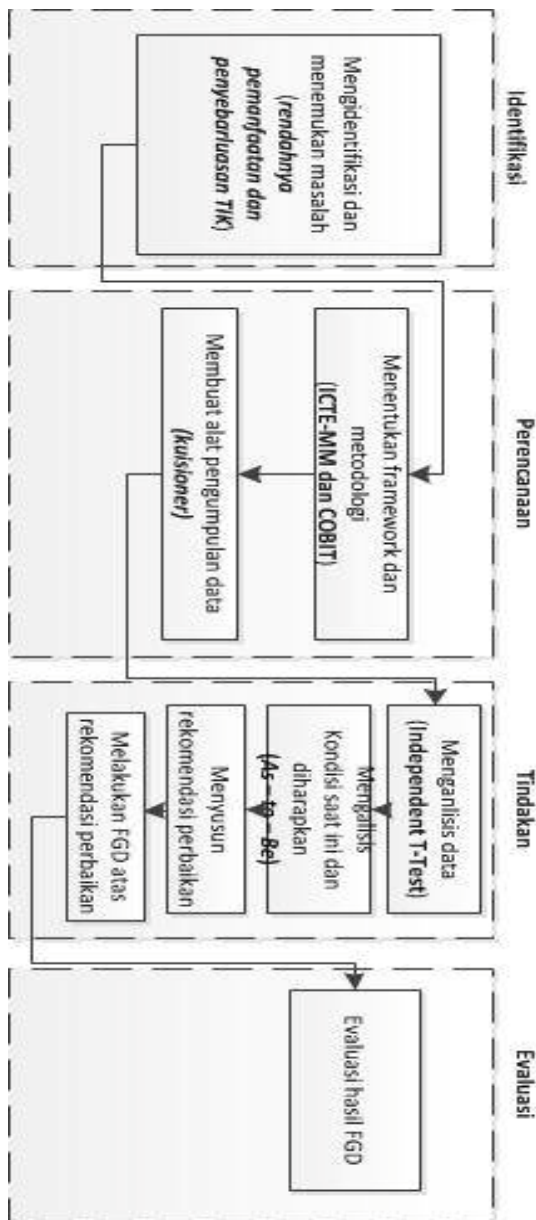 Identifikasi
Mengidentifikasi dan
menemukan masalah
(rendahnya
pemanfaatan dan
penyebarluasan TIK)
Perencanaan
Menentukan framework dan
metodologi
(ICTE-MM dan COBIT)
Membuat alat pengumpulan data
(kuisioner)
Tindakan
Menganlisis data
(Independent T-Test)
Mengalisis
Kondisi saat ini dan
diharapkan
(As – to – Be)
Menyusun
rekomendasi perbaikan
Melakukan FGD atas
rekomendasi perbaikan
Evaluasi
Evaluasi hasil FGD